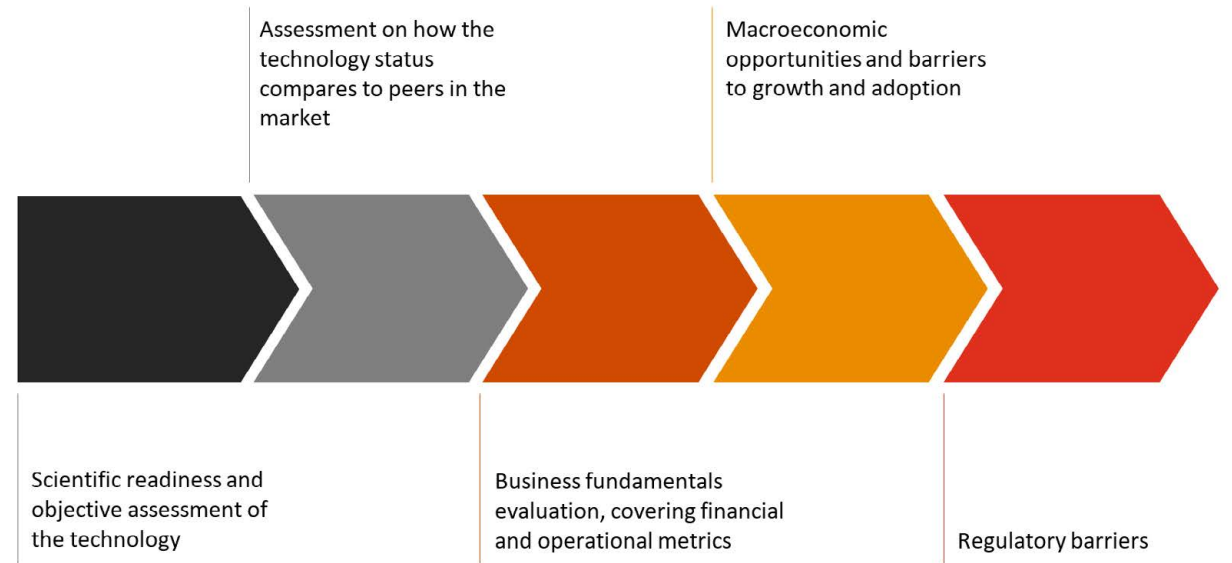 Assessment on how the
technology status
compares to peers in the
market
Macroeconomic
opportunities and barriers
to growth and adoption
Scientific readiness and
objective assessment of
the technology
Business fundamentals
evaluation, covering financial
and operational metrics
Regulatory barriers